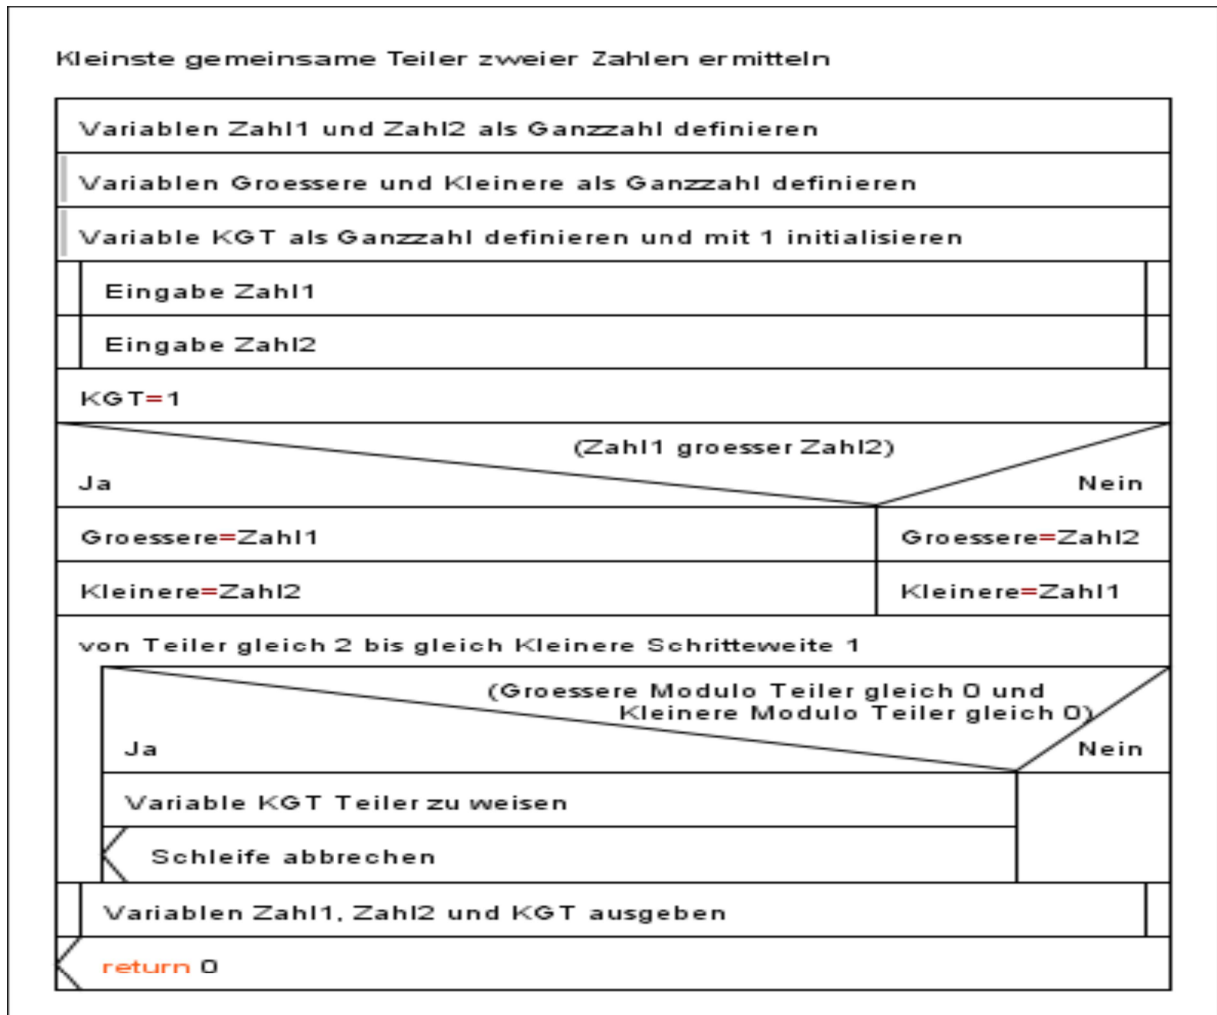 Kleinste gemeinsame Teiler zweier Zahlen ermitteln
Variablen Zahl1 und Zahl2 als Ganzzahl definieren
Variablen Groessere und Kleinere als Ganzzahl definieren
Variable KGT als Ganzzahl definieren und mit 1 initialisieren
Eingabe Zahl1
Eingabe Zahl2
KGT=1
(Zahl1 groesser Zahl2)
Ja
Nein
Groessere=Zahl1
Groessere=Zahl2
Kleinere=Zahl2
Kleinere=Zahl1
von Teiler gleich 2 bis gleich Kleinere Schritteweite 1
(Groessere Modulo Teiler gleich 0 und
Kleinere Modulo Teiler gleich 0)
Ja
Nein
Variable KGT Teiler zu weisen
Schleife abbrechen
Variablen Zahl1, Zahl2 und KGT ausgeben
return 0